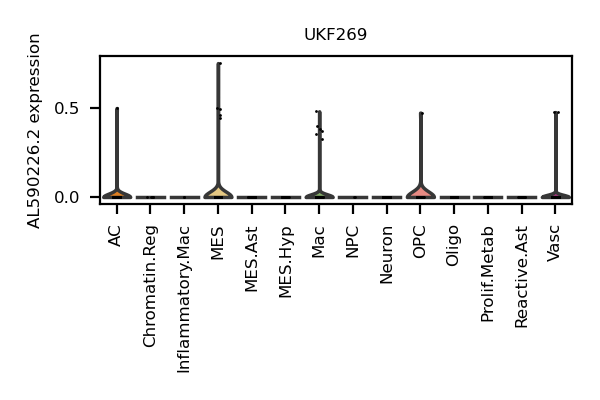 UKF269
AL590226.2 expression
0.5
0.0
AC
Chromatin.Reg
Inflammatory.Mac
MES
MES.Ast
MES.Hyp
Mac
NPC
Neuron
OPC
Oligo
Prolif.Metab
Reactive.Ast
Vasc